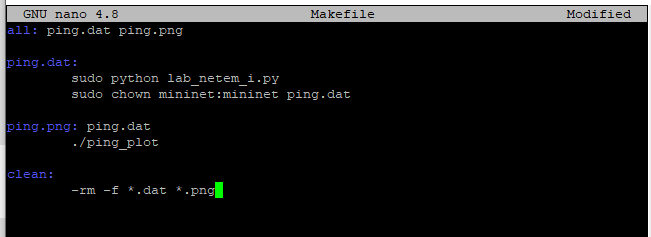 GNU nano 4.8 Makefile Modified
all: ping.dat ping.png
ping.dat:
sudo python lab_netem_i.py
sudo chown mininet:mininet ping.dat
ping.png: ping.dat
./ping_plot
clean:
-rm -f *.dat *.png